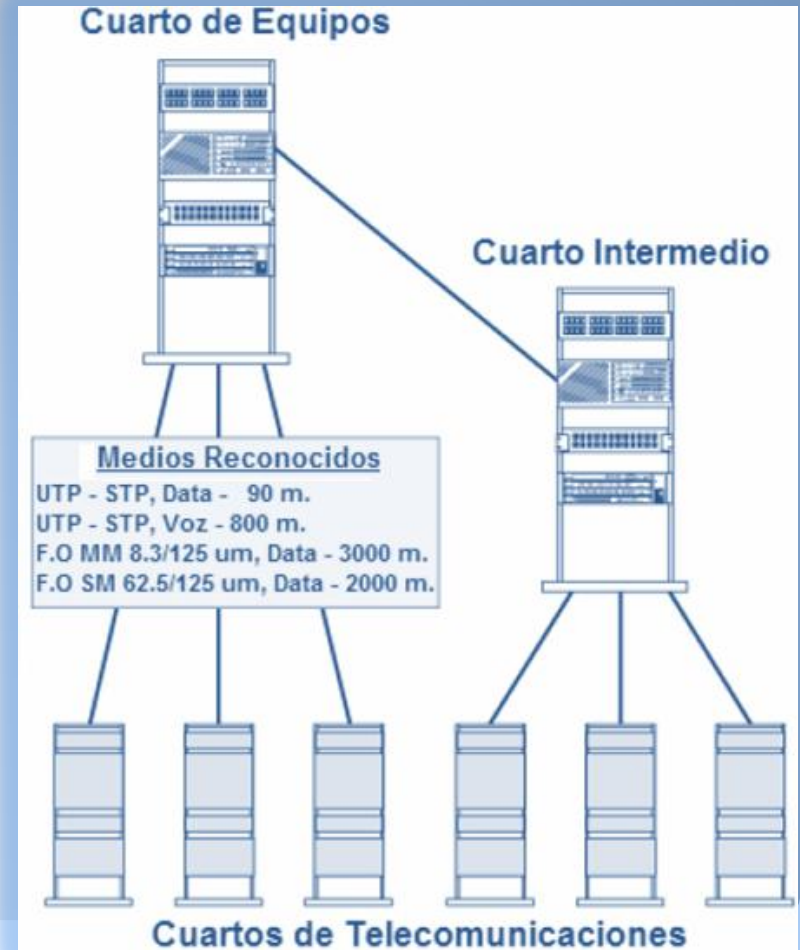 Cuarto de Equipos
Cuarto Intermedio
Medios Reconocidos
UTP - STP, Data - 90 m.
UTP - STP, Voz - 800 m.
F.O MM 8.3/125 um, Data - 3000 m.
F.O SM 62.5/125 um, Data - 2000 m.
Cuartos de Telecomunicaciones